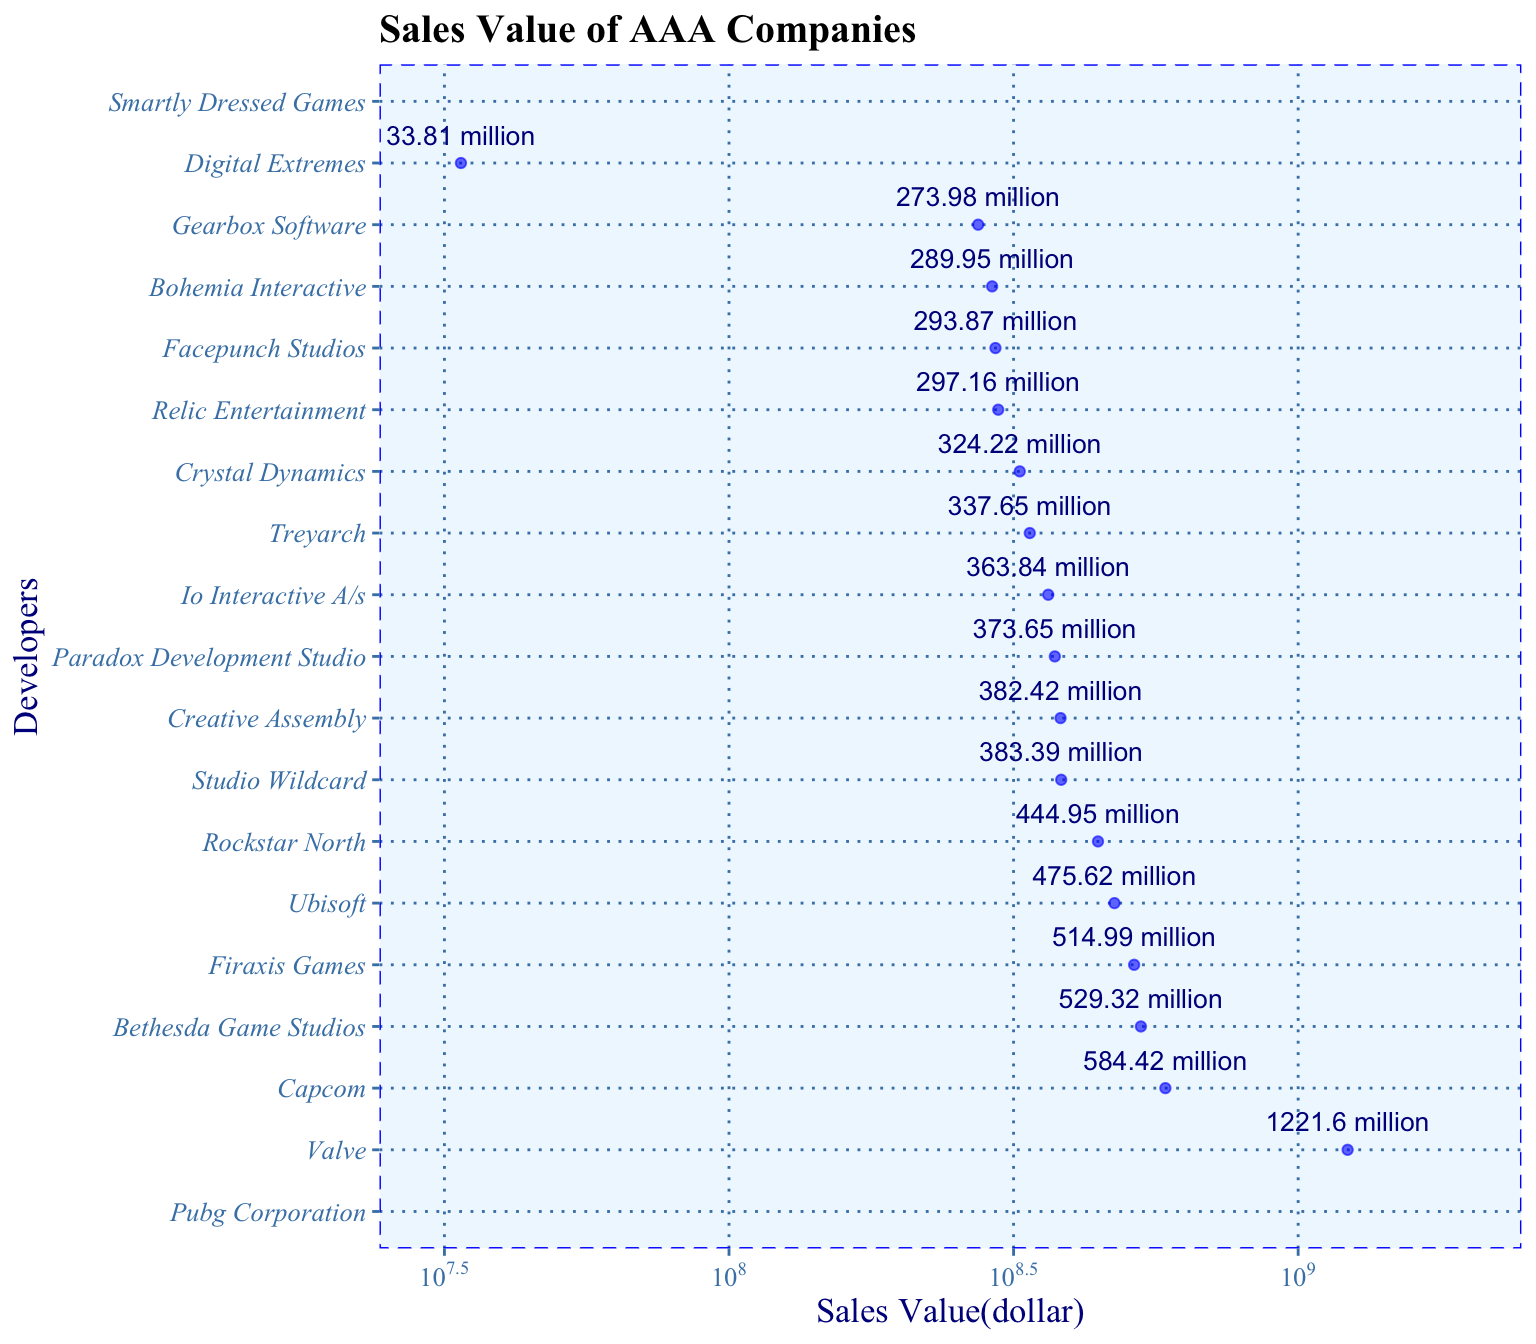 Sales Value of AAA Companies
Smartly Dressed Games
33.81 million
Digital Extremes
273.98 million
Gearbox Software
289.95 million
Bohemia Interactive
293.87 million
Facepunch Studios
297.16 million
Relic Entertainment
324.22 million
Crystal Dynamics
337.65 million
Treyarch
363.84 million
Io Interactive A/s
373.65 million
Paradox Development Studio
382.42 million
Creative Assembly
383.39 million
Studio Wildcard
444.95 million
Rockstar North
475.62 million
Ubisoft
514.99 million
Firaxis Games
529.32 million
Bethesda Game Studios
584.42 million
Capcom
1221.6 million
Valve
Pubg Corporation
Developers
10^7.5 10^8 10^8.5 10^9
Sales Value(dollar)